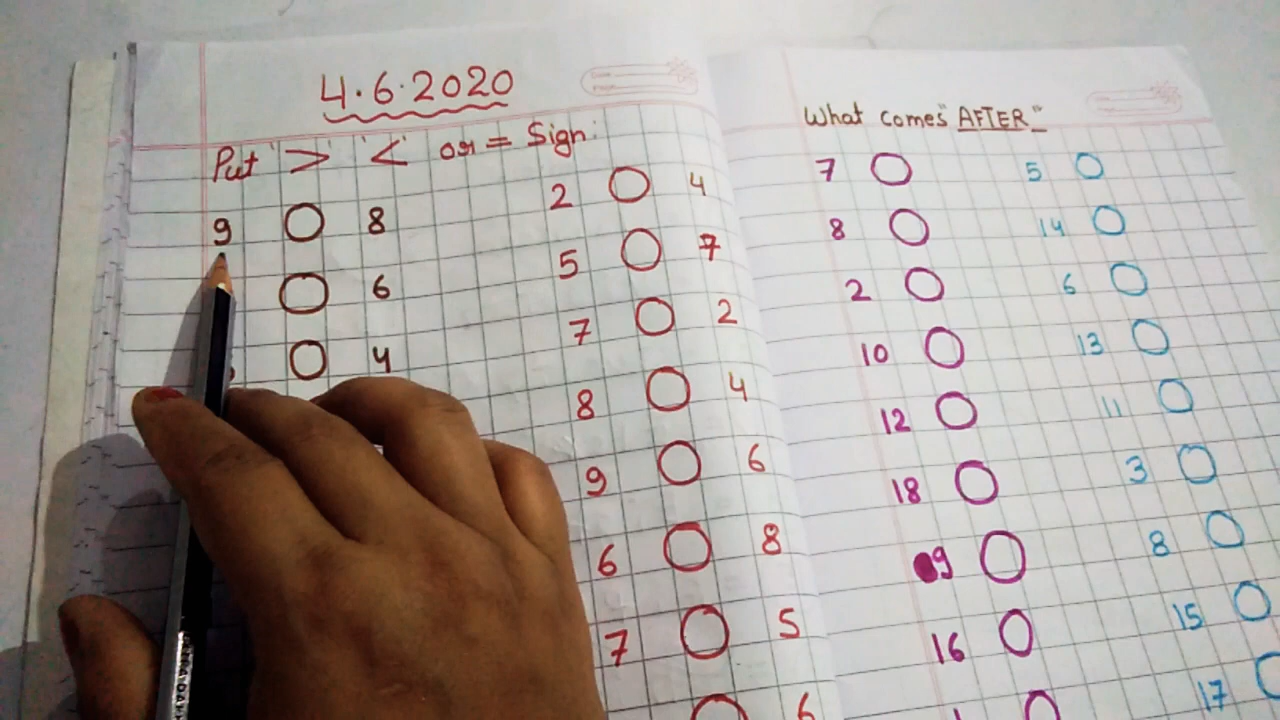 4.6.2020
Put '>' '<' or = Sign:
9 ◯ 8
◯ 6
◯ 4
2 ◯ 4
5 ◯ 7
7 ◯ 2
8 ◯ 4
9 ◯ 6
6 ◯ 8
7 ◯ 5
◯ 6
What comes "AFTER"
7 ◯
8 ◯
2 ◯
10 ◯
12 ◯
18 ◯
9 ◯
16 ◯
5 ◯
14 ◯
6 ◯
13 ◯
11 ◯
3 ◯
8 ◯
15 ◯
17 ◯